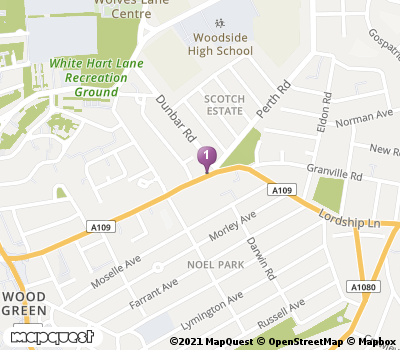 Wolves Lane
Centre
Woodside
High School
White Hart Lane
Recreation
Ground
Dunbar Rd
SCOTCH
ESTATE
Perth Rd
Gospatri
Eldon Rd
Norman Ave
New R
1
Granville Rd
A109
A109
Lordship Ln
Morley Ave
Moselle Ave
NOEL PARK
Darwin Rd
Farrant Ave
A1080
WOOD
GREEN
Lymington Ave
Russell Ave
mapquest
©2021 MapQuest © OpenStreetMap © Mapbox